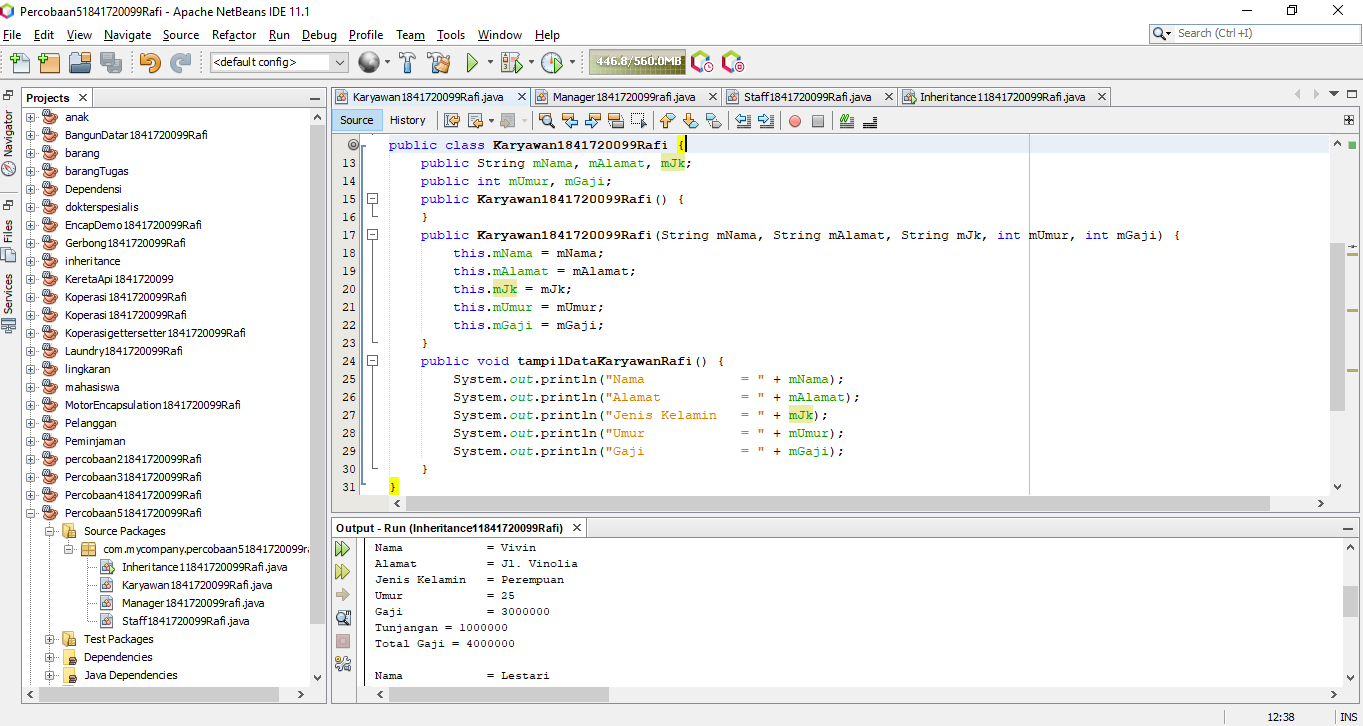 Percobaan51841720099Rafi - Apache NetBeans IDE 11.1
File Edit View Navigate Source Refactor Run Debug Profile Team Tools Window Help
Search (Ctrl+I)
<default config>
446.8/560.0MB
Projects
Navigator
Files
Services
anak
BangunDatar1841720099Rafi
barang
barangTugas
Dependensi
dokterspesialis
EncapDemo1841720099Rafi
Gerbong1841720099Rafi
inheritance
KeretaApi1841720099
Koperasi1841720099Rafi
Koperasi1841720099Rafi
Koperasigettersetter1841720099Rafi
Laundry1841720099Rafi
lingkaran
mahasiswa
MotorEncapsulation1841720099Rafi
Pelanggan
Peminjaman
percobaan21841720099Rafi
Percobaan31841720099Rafi
Percobaan41841720099Rafi
Percobaan51841720099Rafi
Source Packages
com.mycompany.percobaan51841720099ra
Inheritance11841720099Rafi.java
Karyawan1841720099Rafi.java
Manager1841720099rafi.java
Staff1841720099Rafi.java
Test Packages
Dependencies
Java Dependencies
Karyawan1841720099Rafi.java
Manager1841720099rafi.java
Staff1841720099Rafi.java
Inheritance11841720099Rafi.java
Source History
public class Karyawan1841720099Rafi {
13 public String mNama, mAlamat, mJk;
14 public int mUmur, mGaji;
15 public Karyawan1841720099Rafi() {
16 }
17 public Karyawan1841720099Rafi(String mNama, String mAlamat, String mJk, int mUmur, int mGaji) {
18 this.mNama = mNama;
19 this.mAlamat = mAlamat;
20 this.mJk = mJk;
21 this.mUmur = mUmur;
22 this.mGaji = mGaji;
23 }
24 public void tampilDataKaryawanRafi() {
25 System.out.println("Nama = " + mNama);
26 System.out.println("Alamat = " + mAlamat);
27 System.out.println("Jenis Kelamin = " + mJk);
28 System.out.println("Umur = " + mUmur);
29 System.out.println("Gaji = " + mGaji);
30 }
31 }
Output - Run (Inheritance11841720099Rafi)
Nama = Vivin
Alamat = Jl. Vinolia
Jenis Kelamin = Perempuan
Umur = 25
Gaji = 3000000
Tunjangan = 1000000
Total Gaji = 4000000
Nama = Lestari
12:38 INS